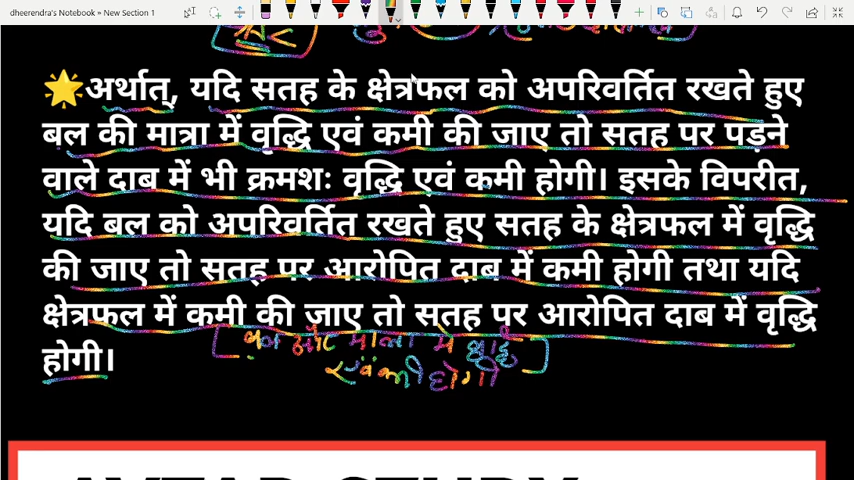 dheerendra's Notebook » New Section 1
🌟अर्थात्, यदि सतह के क्षेत्रफल को अपरिवर्तित रखते हुए
बल की मात्रा में वृद्धि एवं कमी की जाए तो सतह पर पड़ने
वाले दाब में भी क्रमशः वृद्धि एवं कमी होगी। इसके विपरीत,
यदि बल को अपरिवर्तित रखते हुए सतह के क्षेत्रफल में वृद्धि
की जाए तो सतह पर आरोपित दाब में कमी होगी तथा यदि
क्षेत्रफल में कमी की जाए तो सतह पर आरोपित दाब में वृद्धि
होगी।